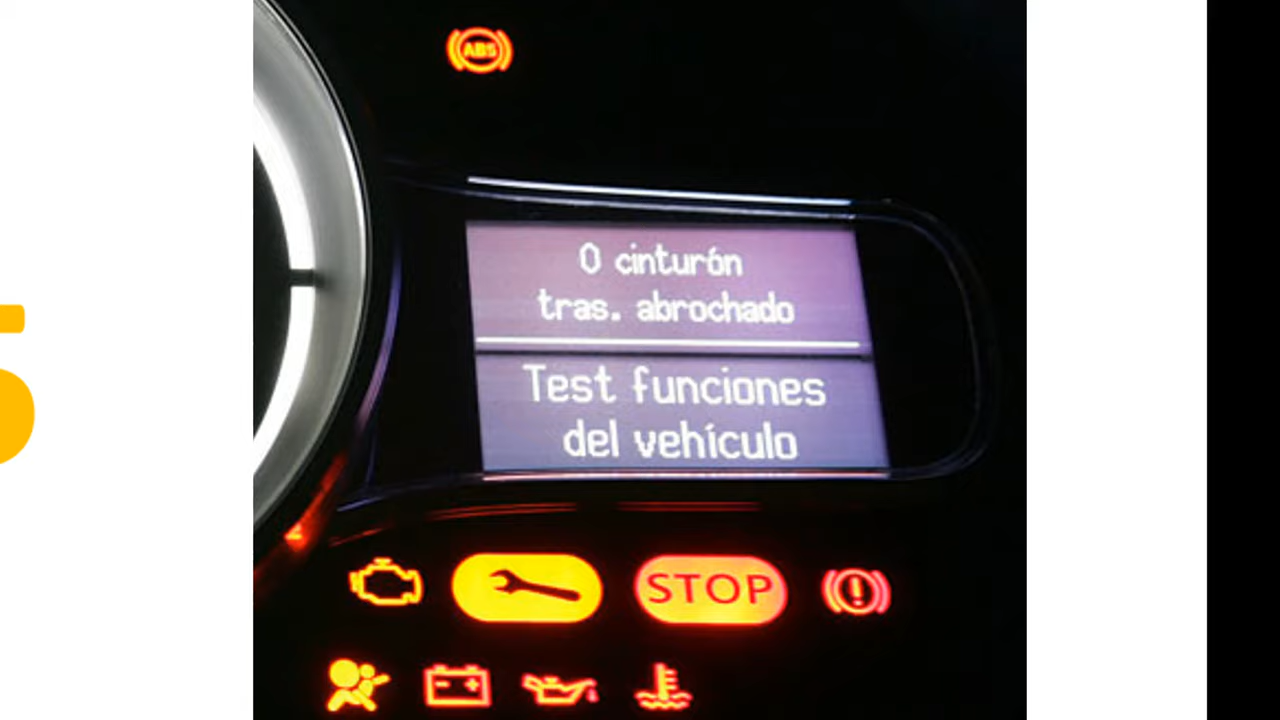 ABS
0 cinturón
tras. abrochado
Test funciones
del vehículo
STOP